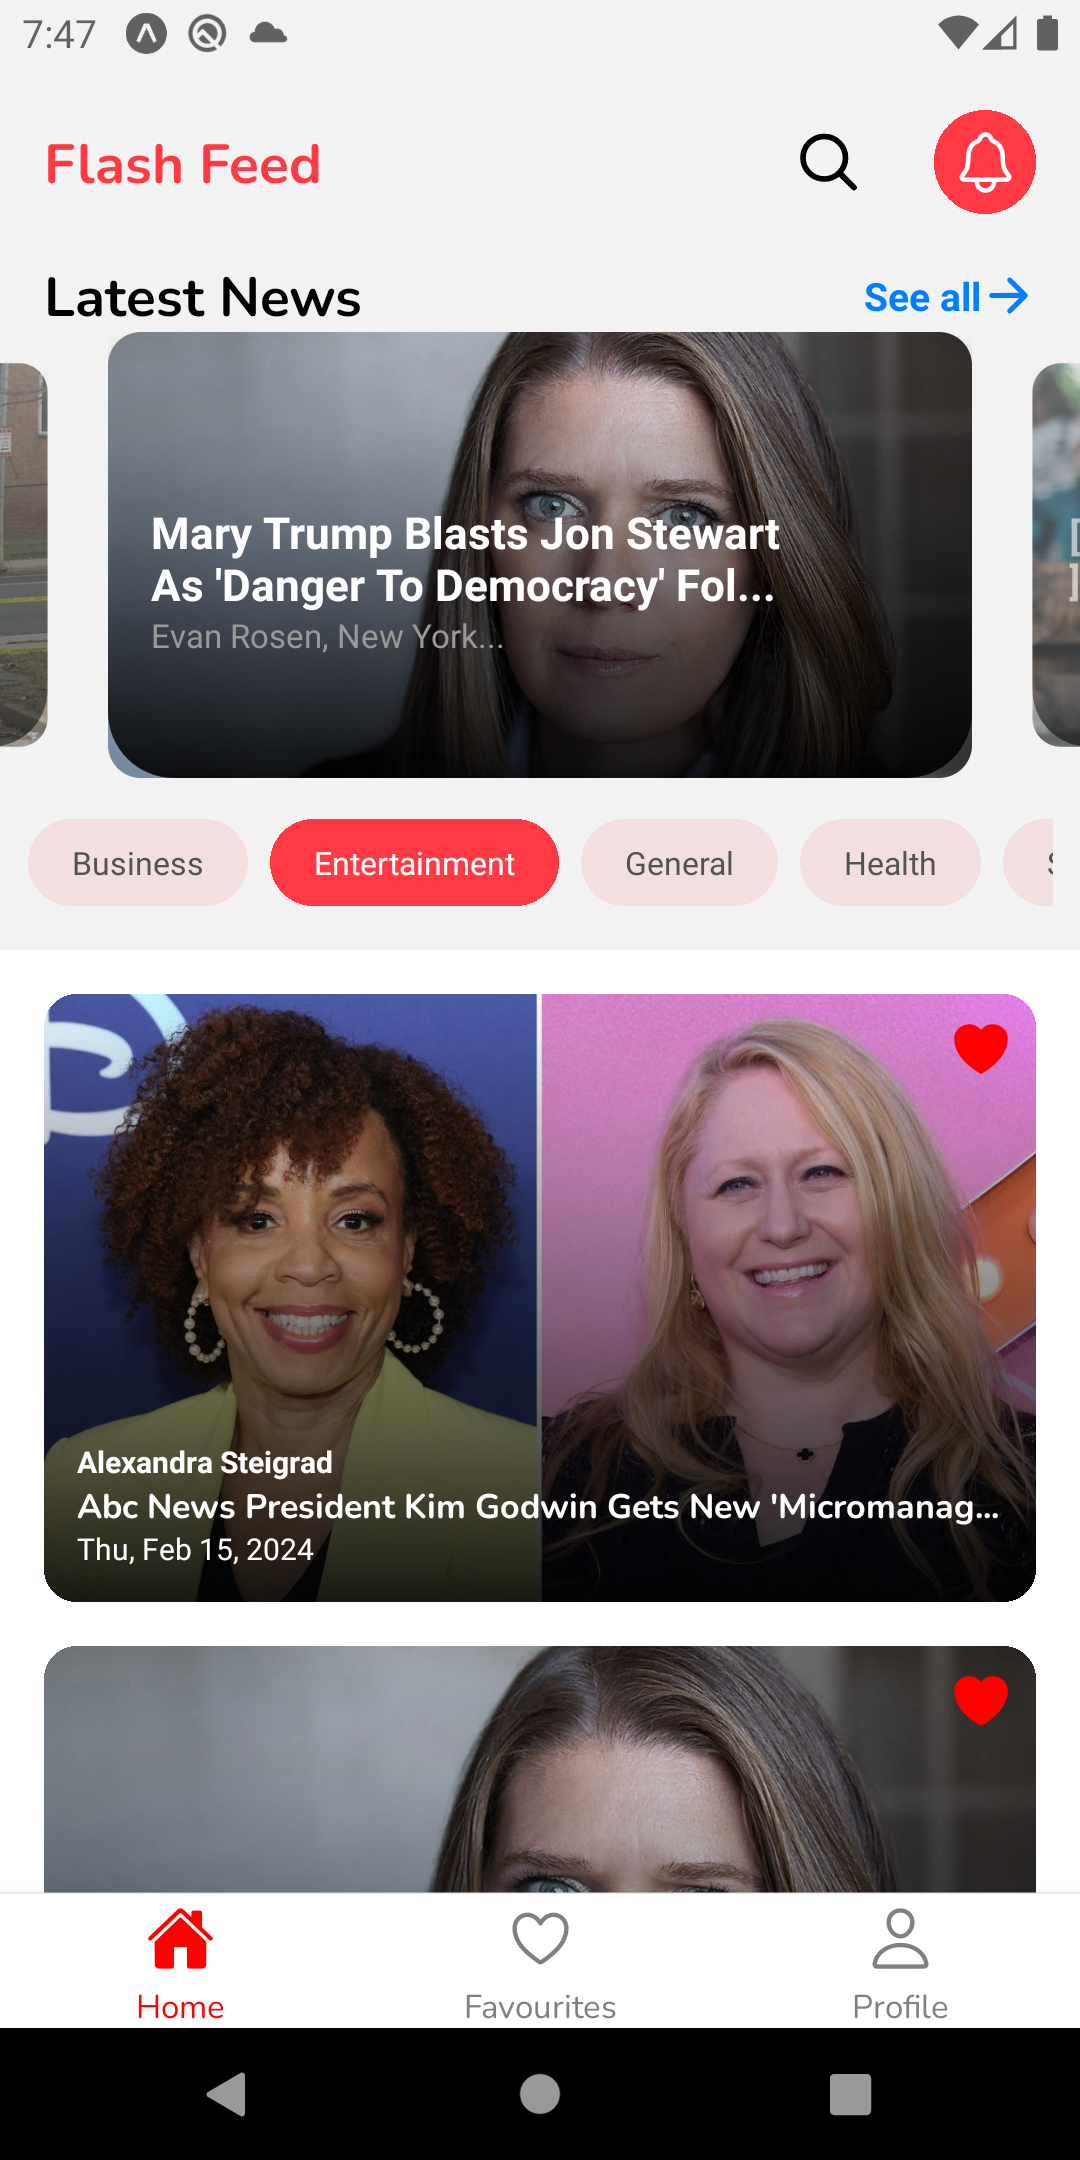 7:47
Flash Feed
Latest News
See all
Mary Trump Blasts Jon Stewart
As 'Danger To Democracy' Fol...
Evan Rosen, New York...
Business
Entertainment
General
Health
Alexandra Steigrad
Abc News President Kim Godwin Gets New 'Micromanag...
Thu, Feb 15, 2024
Home
Favourites
Profile